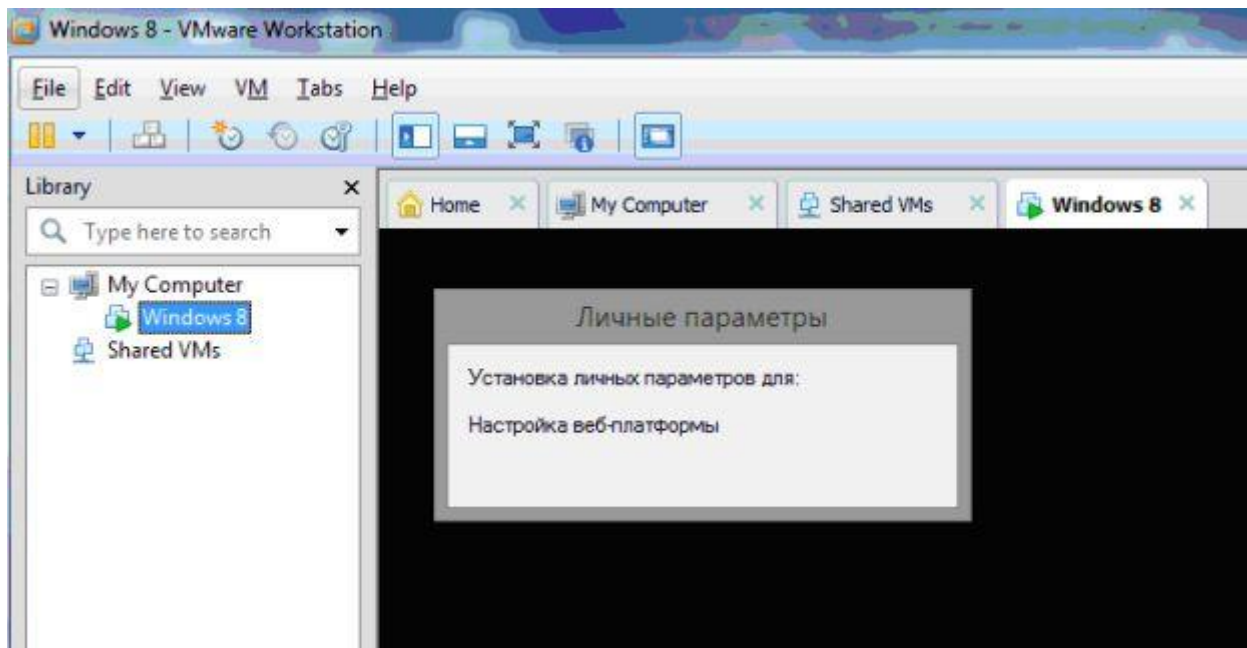 Windows 8 - VMware Workstation
File Edit View VM Tabs Help
Library
Home My Computer Shared VMs Windows 8
Type here to search
My Computer
Windows 8
Shared VMs
Личные параметры
Установка личных параметров для:
Настройка веб-платформы